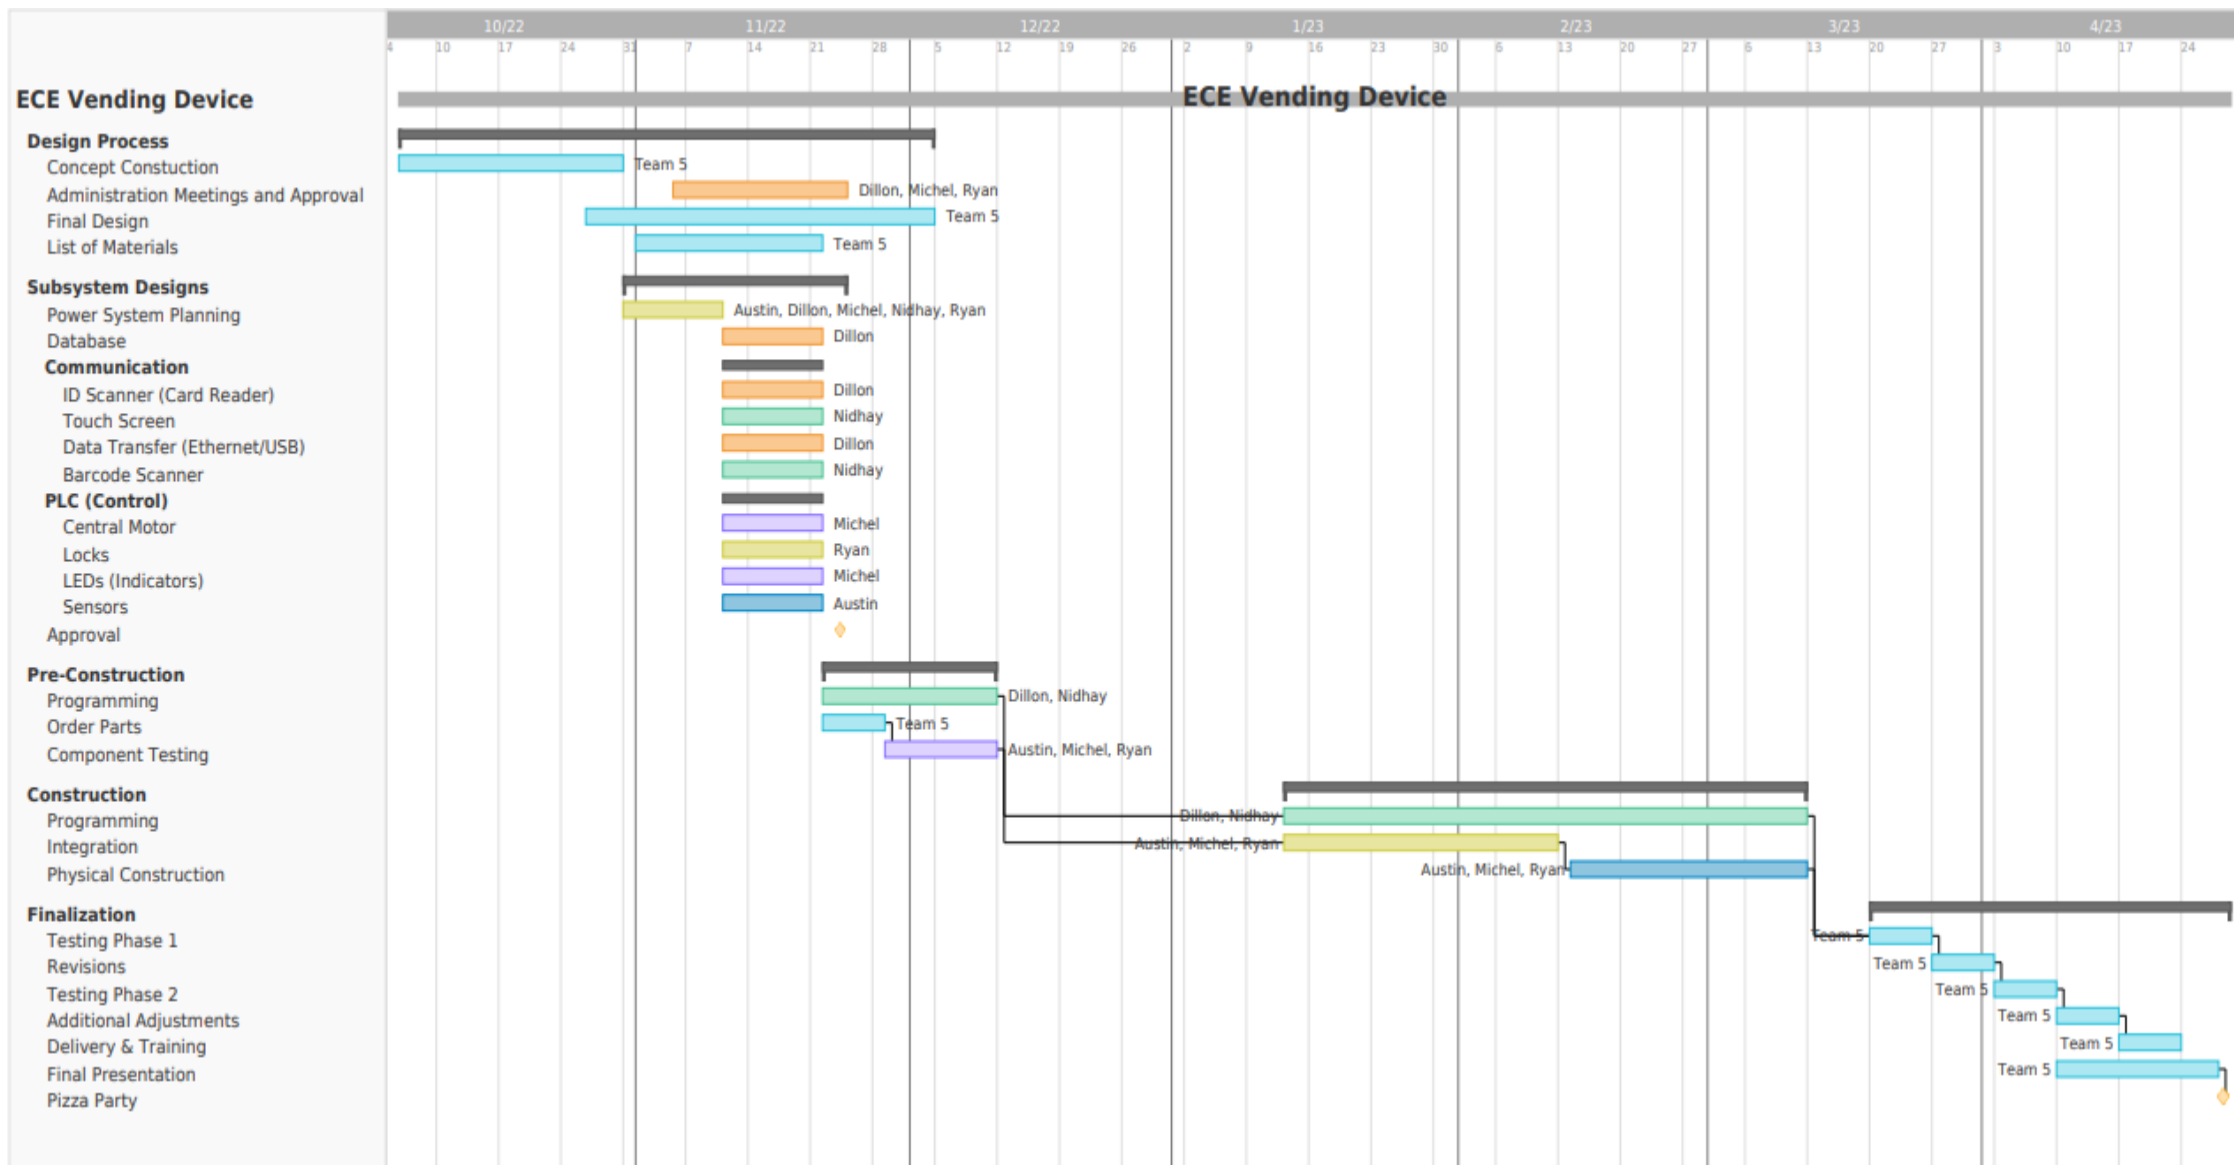 10/22 11/22 12/22 1/23 2/23 3/23 4/23
4 10 17 24 31 7 14 21 28 5 12 19 26 2 9 16 23 30 6 13 20 27 6 13 20 27 3 10 17 24
ECE Vending Device ECE Vending Device
Design Process
Concept Constuction Team 5
Administration Meetings and Approval Dillon, Michel, Ryan
Final Design Team 5
List of Materials Team 5
Subsystem Designs
Power System Planning Austin, Dillon, Michel, Nidhay, Ryan
Database Dillon
Communication
ID Scanner (Card Reader) Dillon
Touch Screen Nidhay
Data Transfer (Ethernet/USB) Dillon
Barcode Scanner Nidhay
PLC (Control)
Central Motor Michel
Locks Ryan
LEDs (Indicators) Michel
Sensors Austin
Approval
Pre-Construction
Programming Dillon, Nidhay
Order Parts Team 5
Component Testing Austin, Michel, Ryan
Construction
Programming Dillon, Nidhay
Integration Austin, Michel, Ryan
Physical Construction Austin, Michel, Ryan
Finalization
Testing Phase 1 Team 5
Revisions Team 5
Testing Phase 2 Team 5
Additional Adjustments Team 5
Delivery & Training Team 5
Final Presentation Team 5
Pizza Party